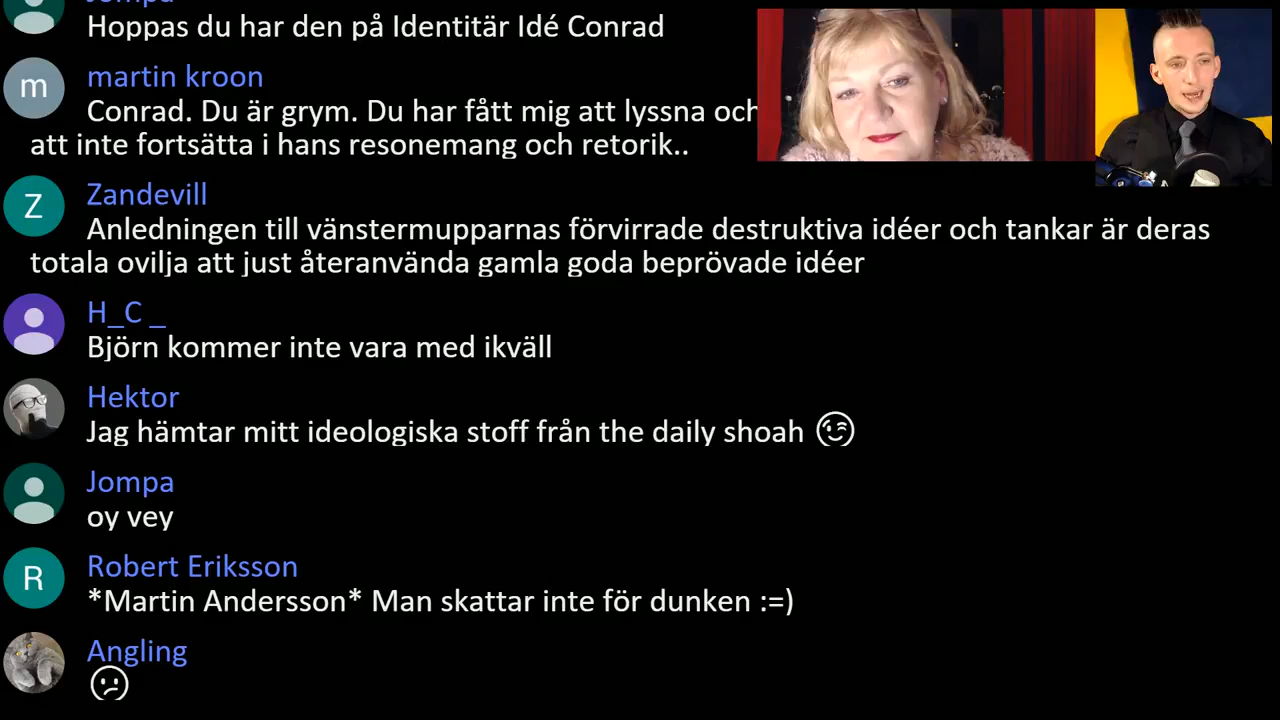 Jompa
Hoppas du har den på Identitär Idé Conrad
m
martin kroon
Conrad. Du är grym. Du har fått mig att lyssna och
att inte fortsätta i hans resonemang och retorik..
Z
Zandevill
Anledningen till vänstermupparnas förvirrade destruktiva idéer och tankar är deras
totala ovilja att just återanvända gamla goda beprövade idéer
H_C _
Björn kommer inte vara med ikväll
Hektor
Jag hämtar mitt ideologiska stoff från the daily shoah 😉
Jompa
oy vey
R
Robert Eriksson
*Martin Andersson* Man skattar inte för dunken :=)
Angling
😕